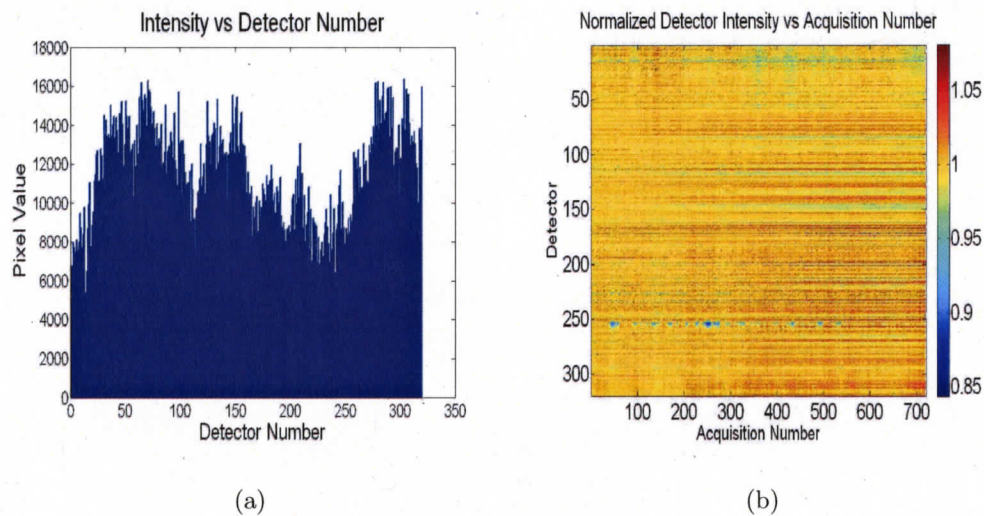 Intensity vs Detector Number
18000
16000
14000
12000
10000
8000
6000
4000
2000
0
0 50 100 150 200 250 300 350
Pixel Value
Detector Number
(a)
Normalized Detector Intensity vs Acquisition Number
50
100
150
200
250
300
100 200 300 400 500 600 700
Detector
Acquisition Number
1.05
1
0.95
0.9
0.85
(b)